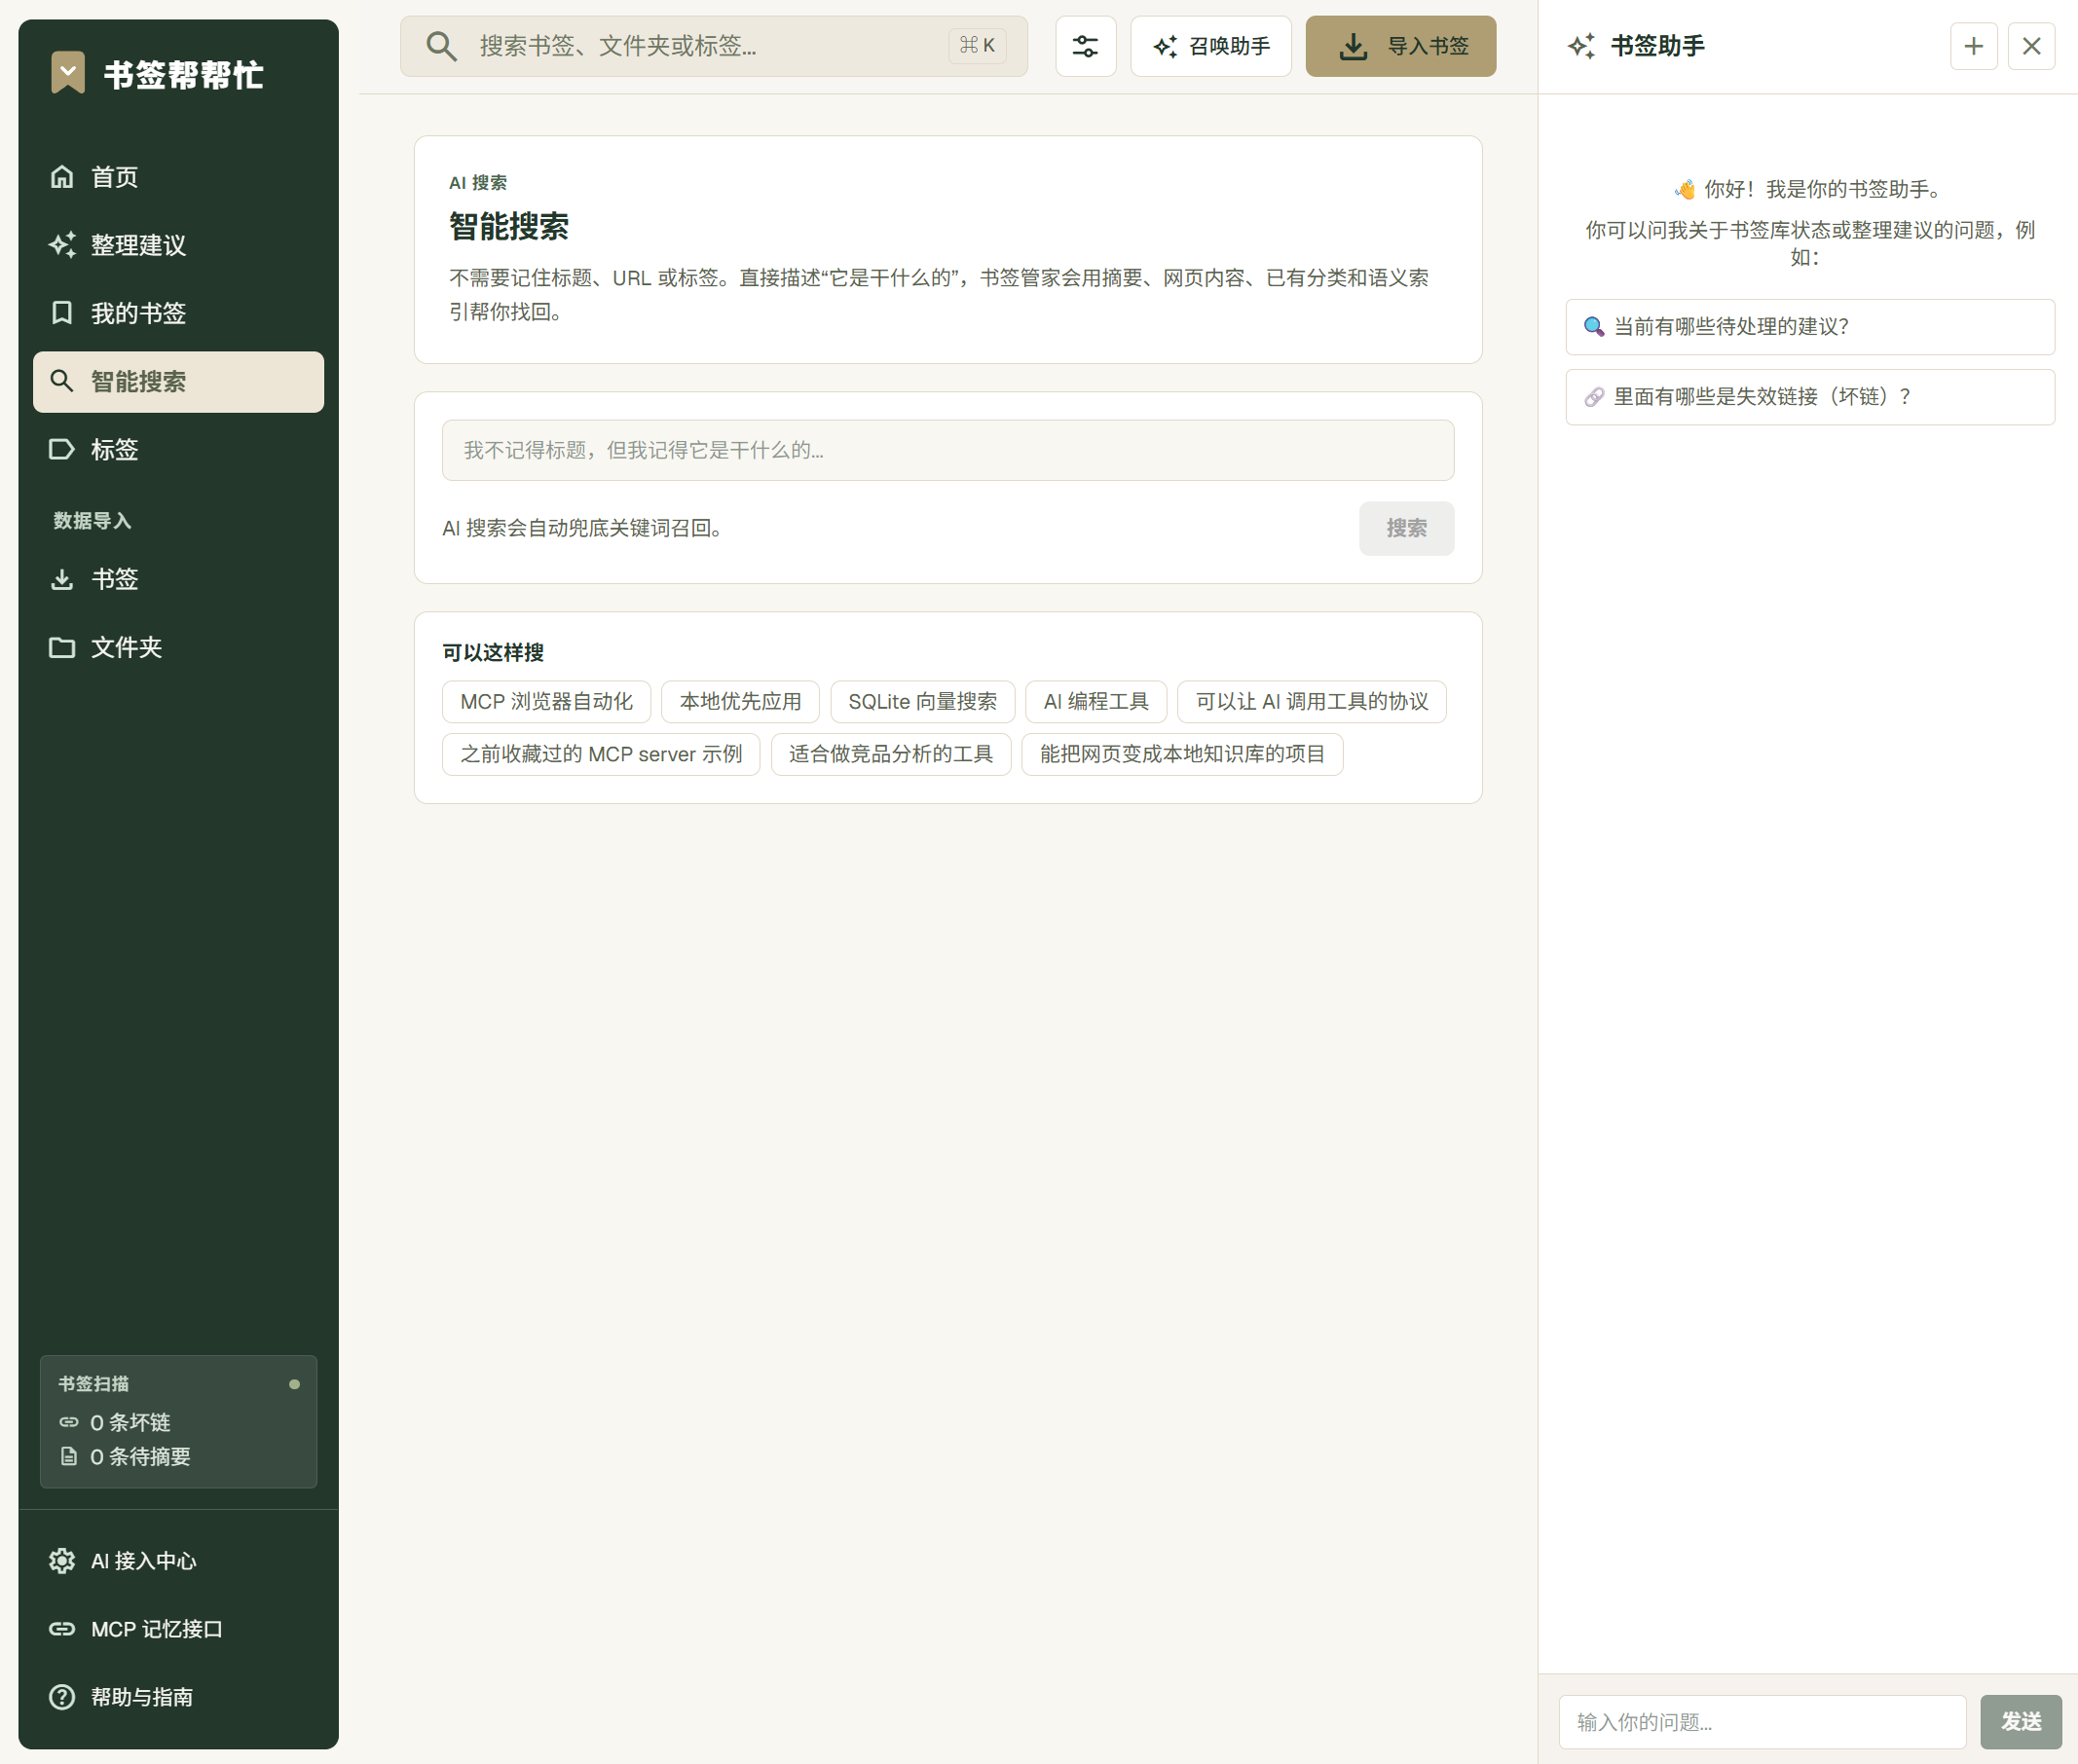 书签帮帮忙
首页
整理建议
我的书签
智能搜索
标签
数据导入
书签
文件夹
书签扫描
0 条坏链
0 条待摘要
AI 接入中心
MCP 记忆接口
帮助与指南
搜索书签、文件夹或标签...
⌘ K
召唤助手
导入书签
AI 搜索
智能搜索
不需要记住标题、URL 或标签。直接描述“它是干什么的”，书签管家会用摘要、网页内容、已有分类和语义索
引帮你找回。
我不记得标题，但我记得它是干什么的...
AI 搜索会自动兜底关键词召回。
搜索
可以这样搜
MCP 浏览器自动化
本地优先应用
SQLite 向量搜索
AI 编程工具
可以让 AI 调用工具的协议
之前收藏过的 MCP server 示例
适合做竞品分析的工具
能把网页变成本地知识库的项目
书签助手
👋 你好！我是你的书签助手。
你可以问我关于书签库状态或整理建议的问题，例
如：
🔍 当前有哪些待处理的建议？
🔗 里面有哪些是失效链接（坏链）？
输入你的问题...
发送